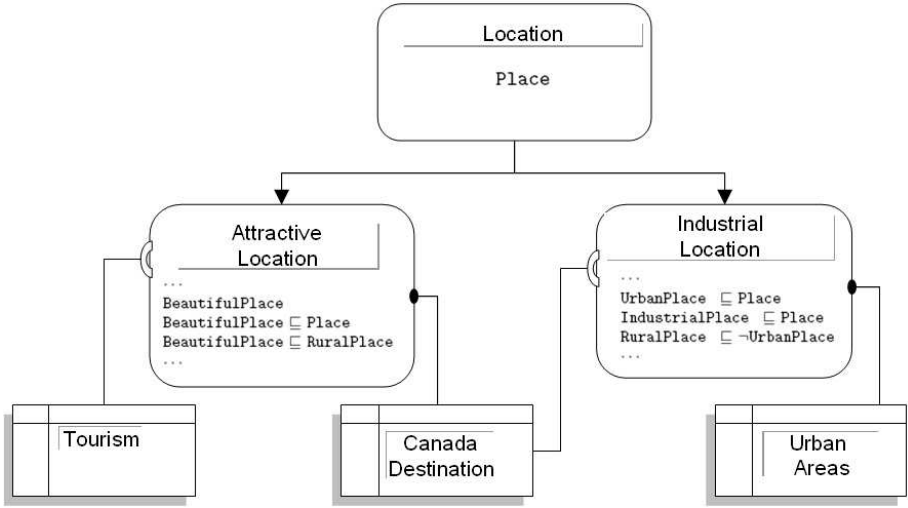 Location
Place
Attractive
Location
...
BeautifulPlace
BeautifulPlace ⊑ Place
BeautifulPlace ⊑ RuralPlace
...
Industrial
Location
...
UrbanPlace ⊑ Place
IndustrialPlace ⊑ Place
RuralPlace ⊑ ¬UrbanPlace
...
Tourism
Canada
Destination
Urban
Areas